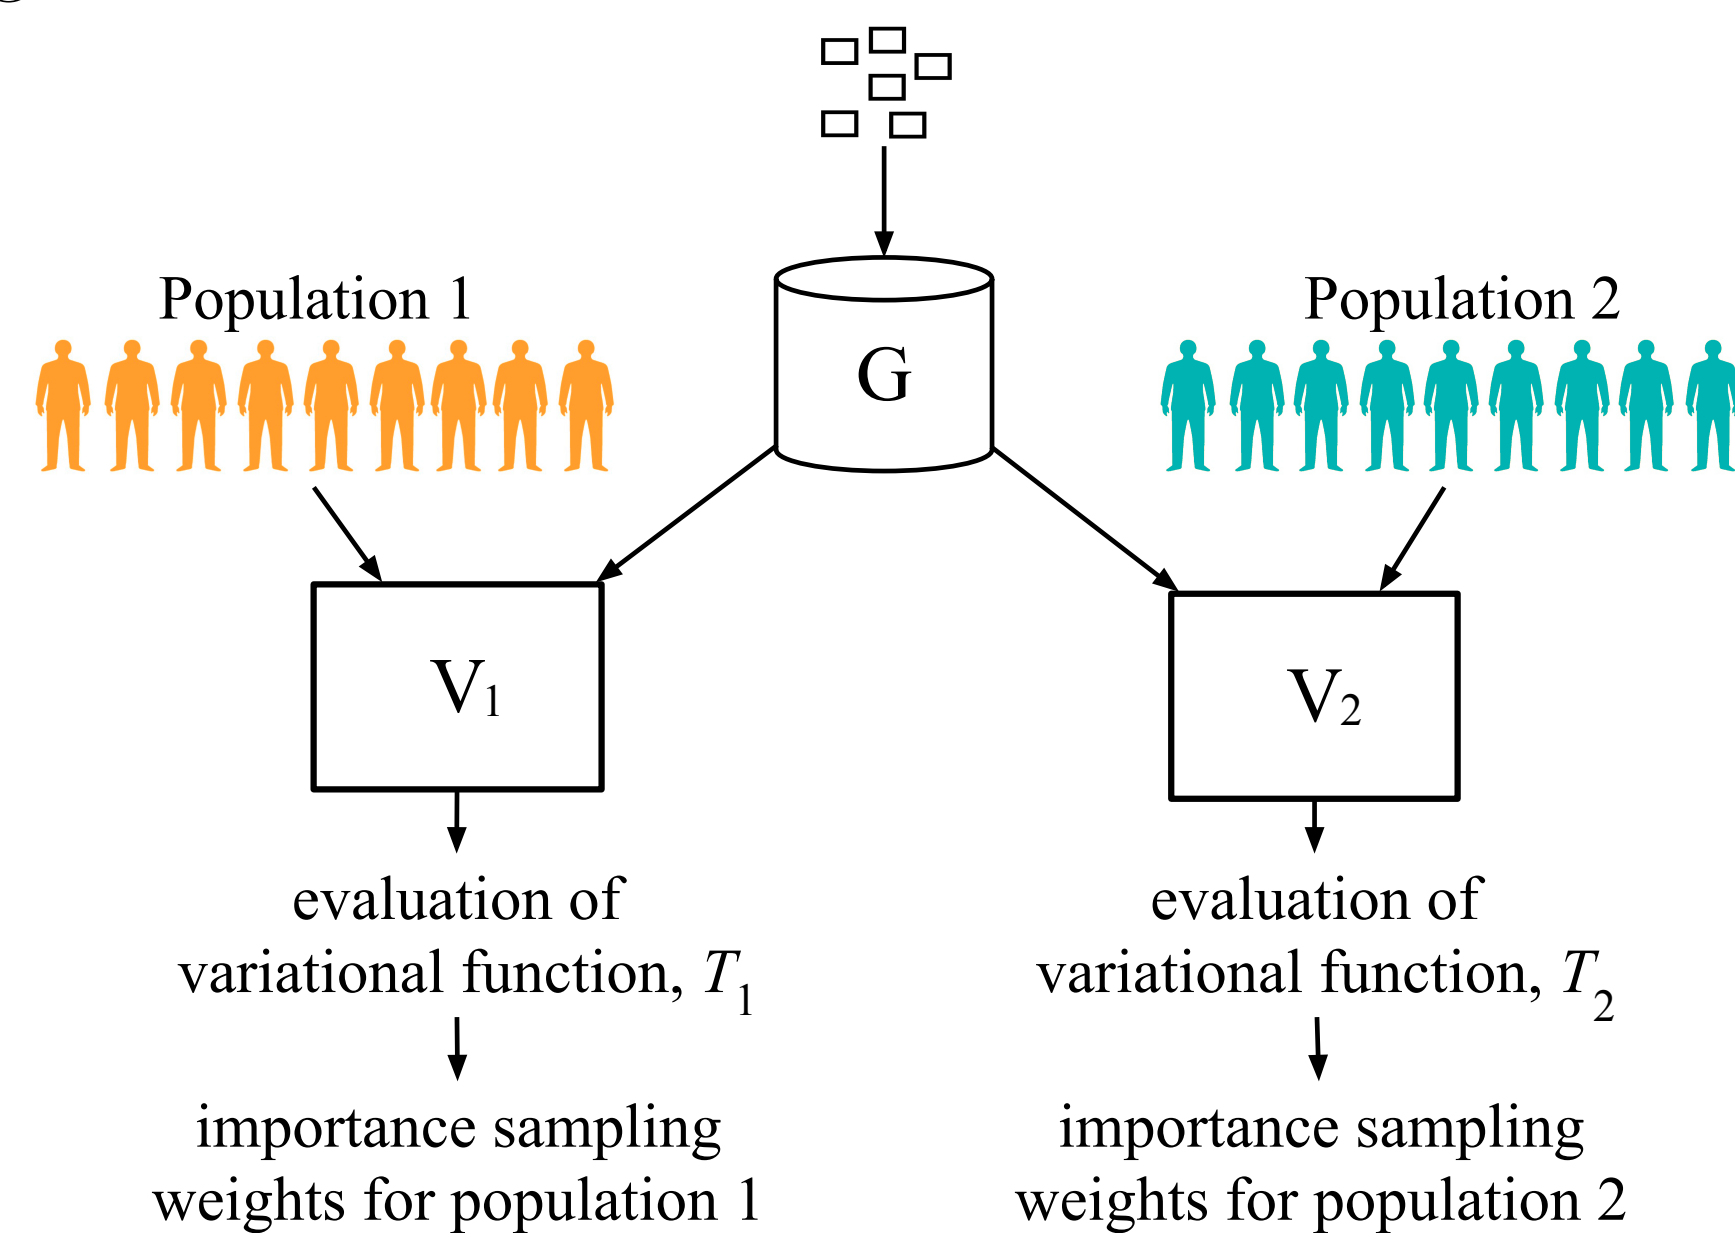 G
Population 1
Population 2
V₁
V₂
evaluation of
variational function, T₁
evaluation of
variational function, T₂
importance sampling
weights for population 1
importance sampling
weights for population 2